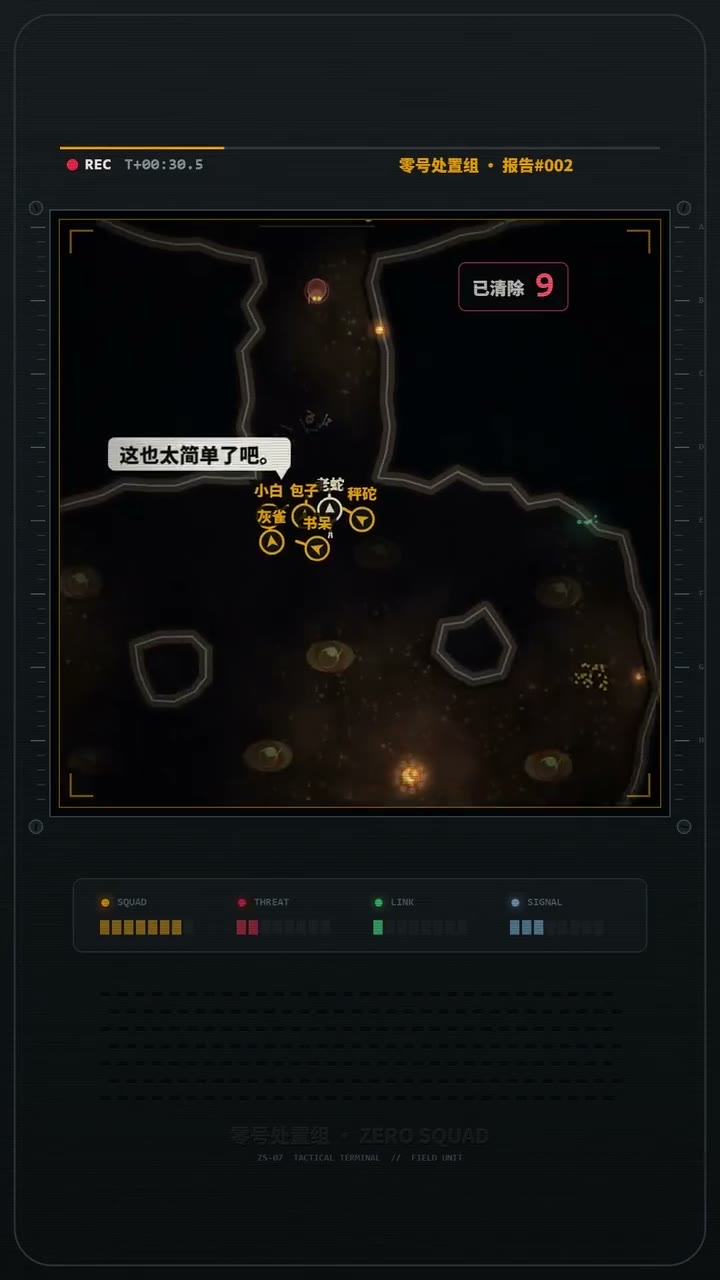 REC T+00:30.5
零号处置组 · 报告#002
已清除 9
这也太简单了吧。
小白 包子 老蛇 秤砣
灰雀 书呆
SQUAD THREAT LINK SIGNAL
零号处置组 · ZERO SQUAD
ZS-07 TACTICAL TERMINAL // FIELD UNIT
A
B
C
D
E
F
G
H